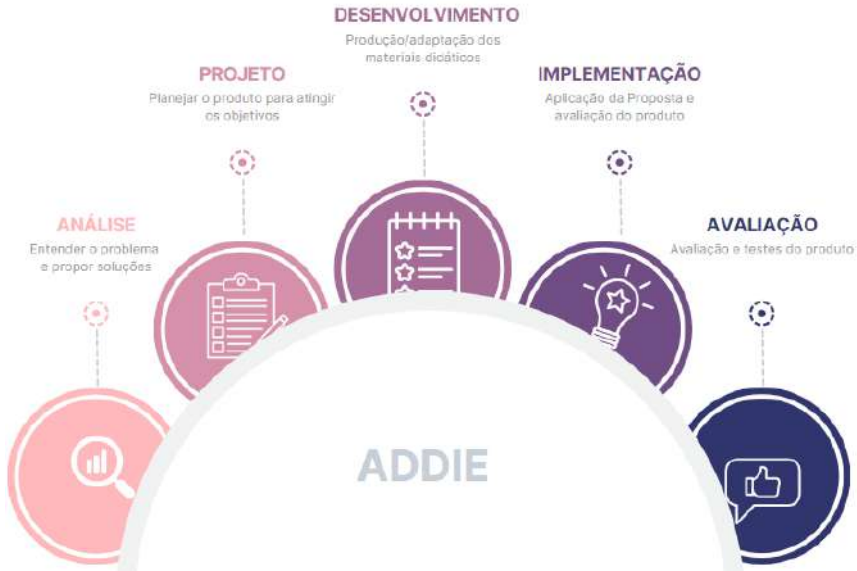 ANÁLISE
Entender o problema
e propor soluções
PROJETO
Planejar o produto para atingir
os objetivos
DESENVOLVIMENTO
Produção/adaptação dos
materiais didáticos
IMPLEMENTAÇÃO
Aplicação da Proposta e
avaliação do produto
AVALIAÇÃO
Avaliação e testes do produto
ADDIE